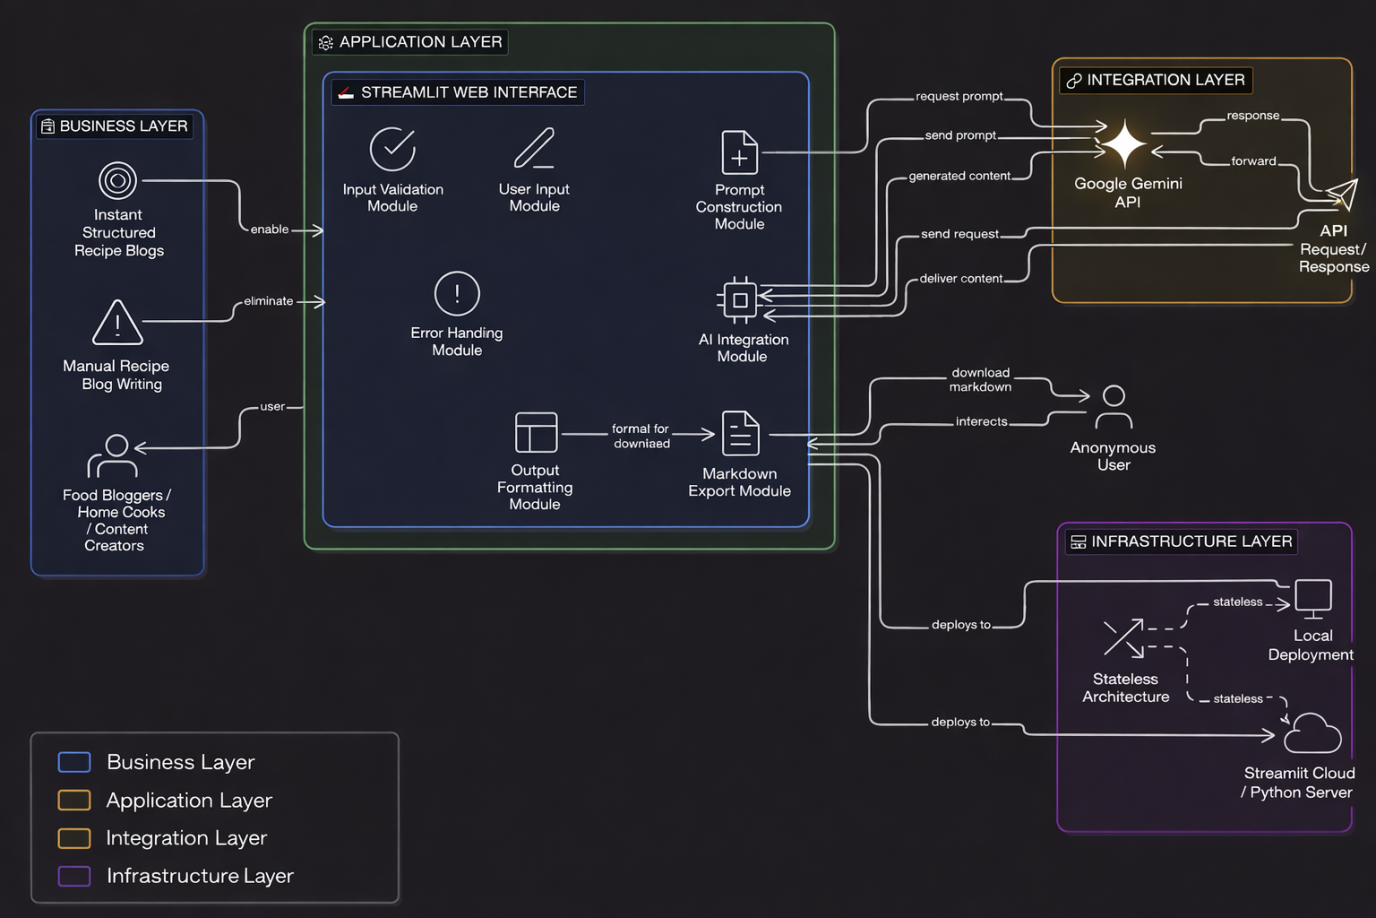 APPLICATION LAYER
STREAMLIT WEB INTERFACE
BUSINESS LAYER
Instant
Structured
Recipe Blogs
enable
Manual Recipe
Blog Writing
eliminate
Food Bloggers /
Home Cooks
/ Content
Creators
user
Input Validation
Module
User Input
Module
Prompt
Construction
Module
Error Handing
Module
AI Integration
Module
Output
Formatting
Module
formal for
downiaed
Markdown
Export Module
request prompt
send prompt
generated content
send request
deliver content
INTEGRATION LAYER
Google Gemini
API
response
forward
API
Request/
Response
download
markdown
interects
Anonymous
User
INFRASTRUCTURE LAYER
deploys to
deploys to
stateless
Local
Deployment
Stateless
Architecture
stateless
Streamiit Cloud
/ Python Server
Business Layer
Application Layer
Integration Layer
Infrastructure Layer